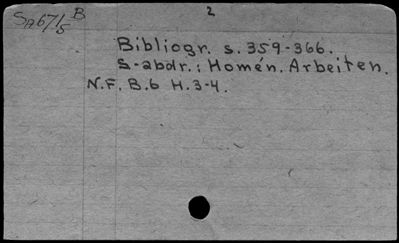 SA67/5 B
2
Bibliogr. s. 359-366.
S-abdr.: Homén. Arbeiten.
N.F. B.6 H.3-4.